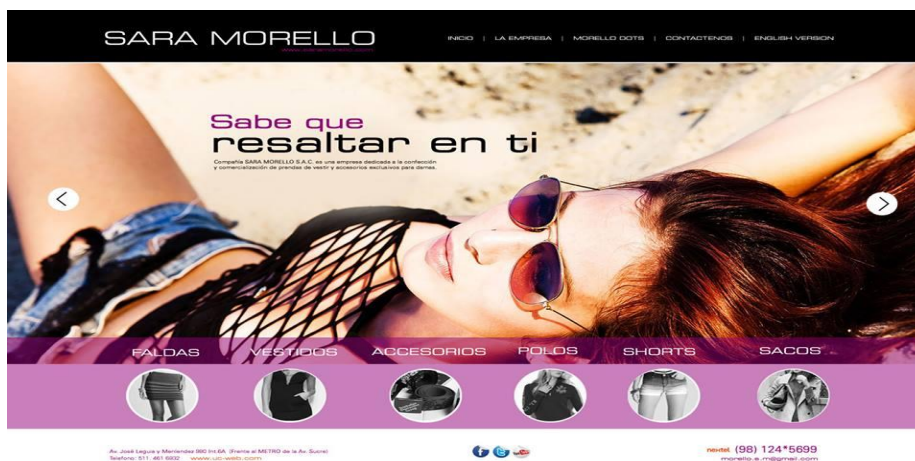 SARA MORELLO
INICIO | LA EMPRESA | MORELLO DOTS | CONTACTENOS | ENGLISH VERSION
Sabe que
resaltar en ti
Compañía SARA MORELLO S.A.C. es una empresa dedicada a la confección
y comercialización de prendas de vestir y accesorios exclusivos para damas.
FALDAS VESTIDOS ACCESORIOS POLOS SHORTS SACOS
Av. José Leguía y Meléndez 980 Int.6A (Frente al METRO de la Av. Sucre)
Telefono: 511. 461 6932 www.uc-web.com
nextel. (98) 124*5699
morello.s.m@gmail.com